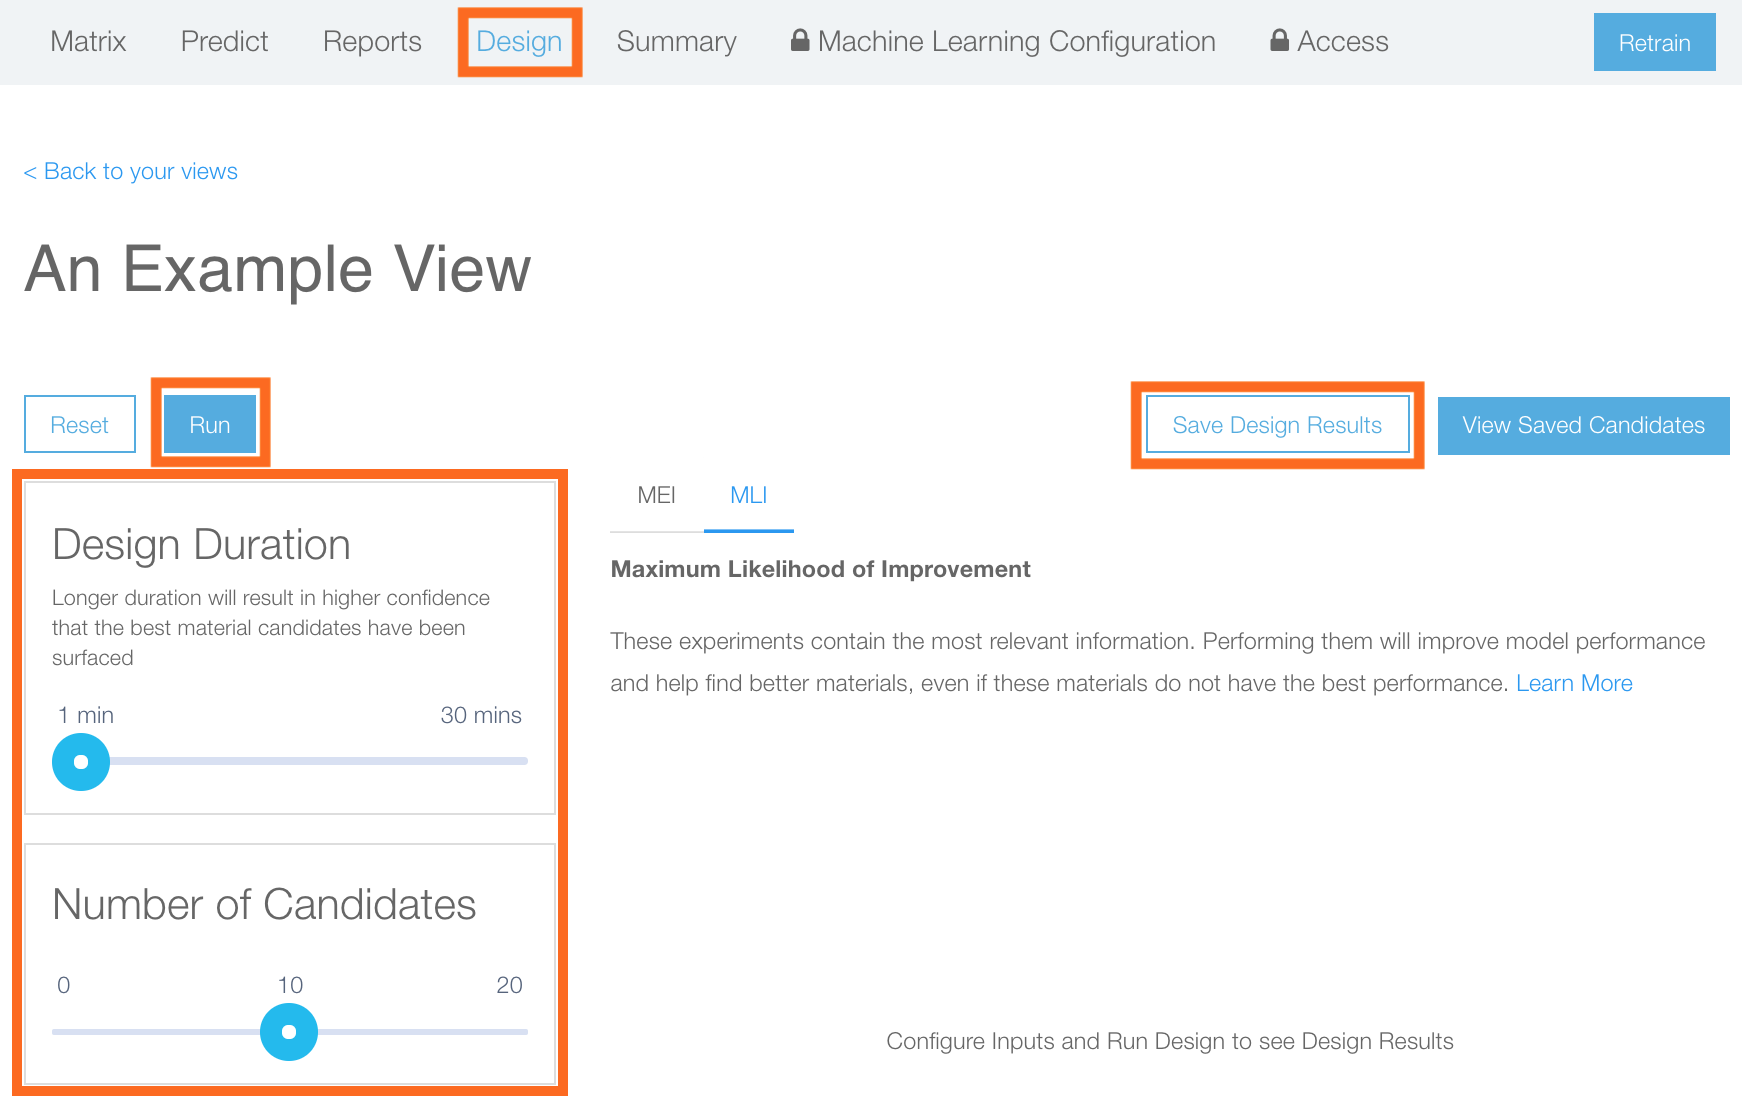 Matrix Predict Reports Design Summary Machine Learning Configuration Access Retrain
< Back to your views
An Example View
Reset Run Save Design Results View Saved Candidates
MEI MLI
Design Duration
Longer duration will result in higher confidence
that the best material candidates have been
surfaced
1 min 30 mins
Maximum Likelihood of Improvement
These experiments contain the most relevant information. Performing them will improve model performance
and help find better materials, even if these materials do not have the best performance. Learn More
Number of Candidates
0 10 20
Configure Inputs and Run Design to see Design Results